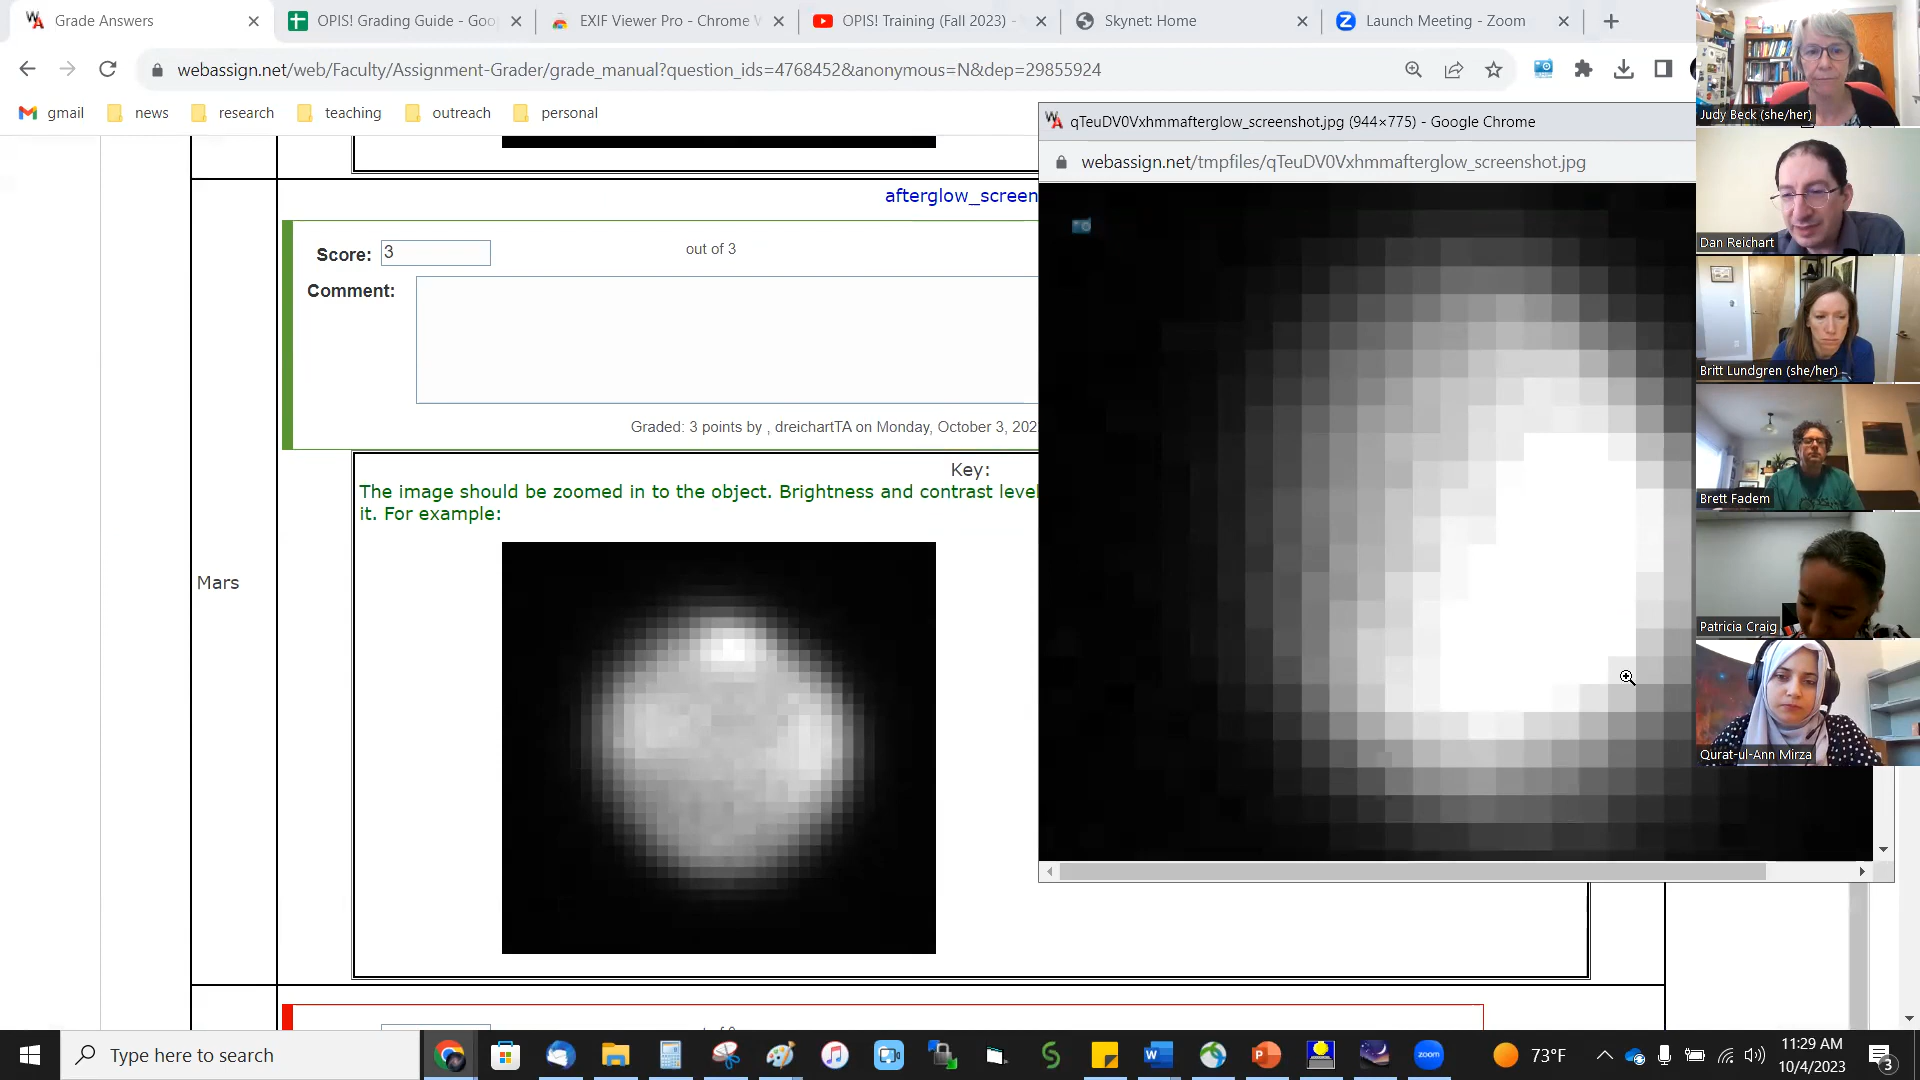 Grade Answers
OPIS! Grading Guide - Goo
EXIF Viewer Pro - Chrome W
OPIS! Training (Fall 2023) -
Skynet: Home
Launch Meeting - Zoom
webassign.net/web/Faculty/Assignment-Grader/grade_manual?question_ids=4768452&anonymous=N&dep=29855924
gmail
news
research
teaching
outreach
personal
qTeuDV0Vxhmmafterglow_screenshot.jpg (944×775) - Google Chrome
webassign.net/tmpfiles/qTeuDV0Vxhmmafterglow_screenshot.jpg
afterglow_screen
Score: 3 out of 3
Comment:
Graded: 3 points by , dreichartTA on Monday, October 3, 202
Key:
The image should be zoomed in to the object. Brightness and contrast level
it. For example:
Mars
Judy Beck (she/her)
Dan Reichart
Britt Lundgren (she/her)
Brett Fadem
Patricia Craig
Qurat-ul-Ann Mirza
Type here to search
zoom
73°F
11:29 AM
10/4/2023
3